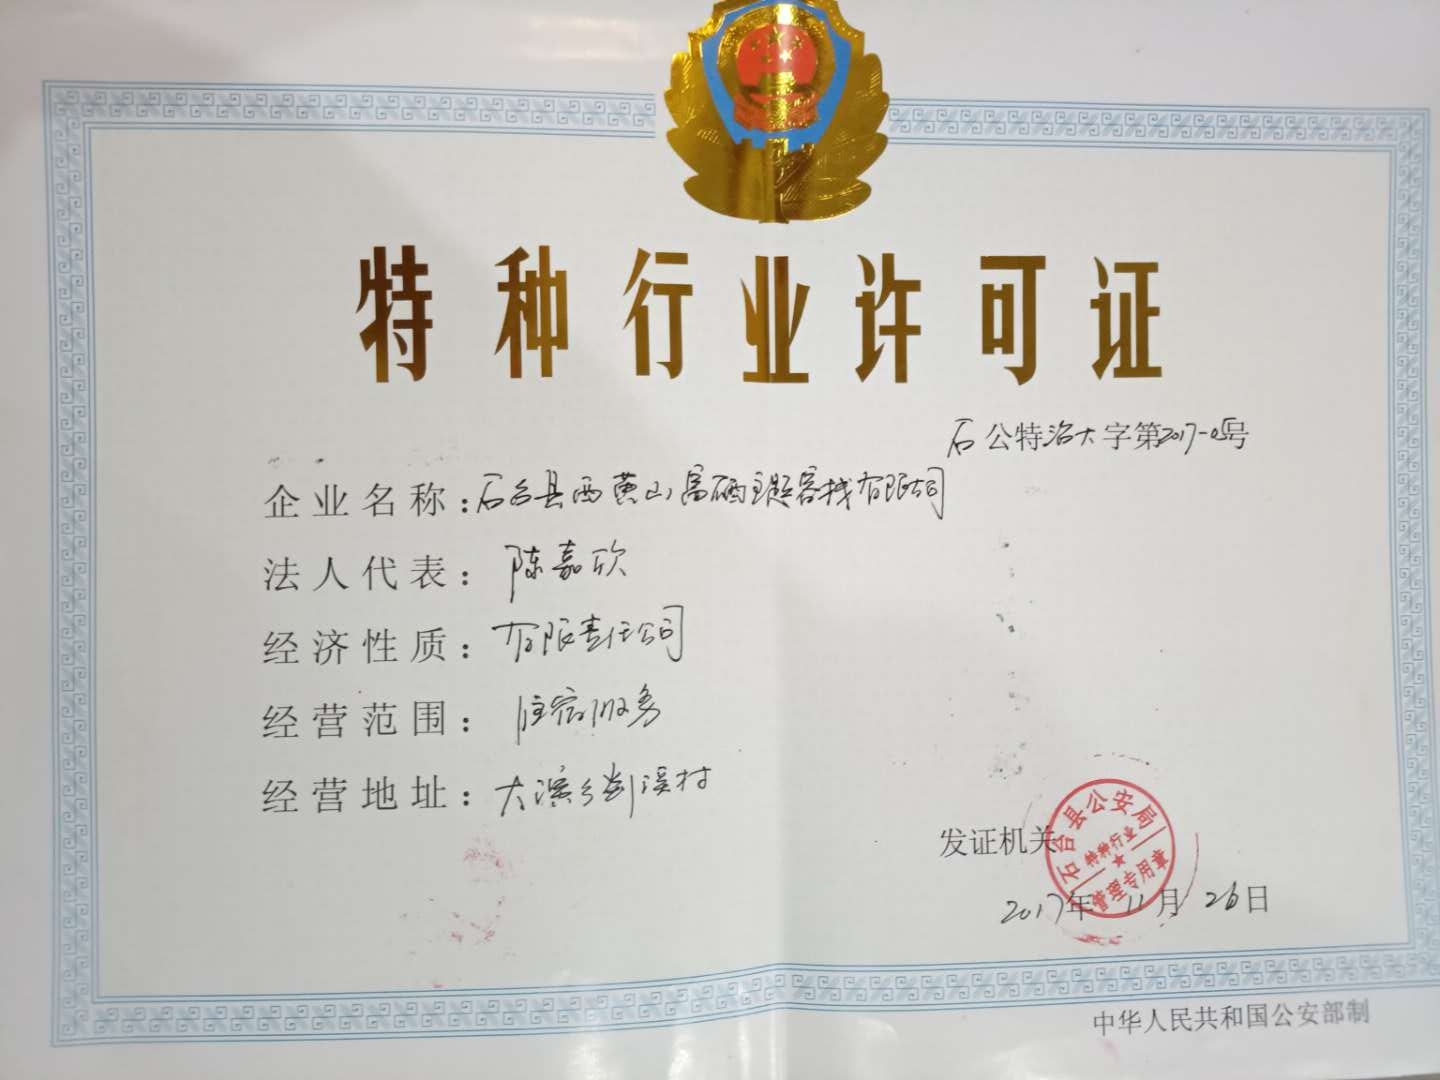 特种行业许可证
石公特治大字第2017-05号
企业名称：石台县西黄山富硒主题客栈有限公司
法人代表：陈嘉欣
经济性质：有限责任公司
经营范围：住宿服务
经营地址：大演乡剡溪村
石台县公安局
特种行业
管理专用章
发证机关
2017年11月26日
中华人民共和国公安部制